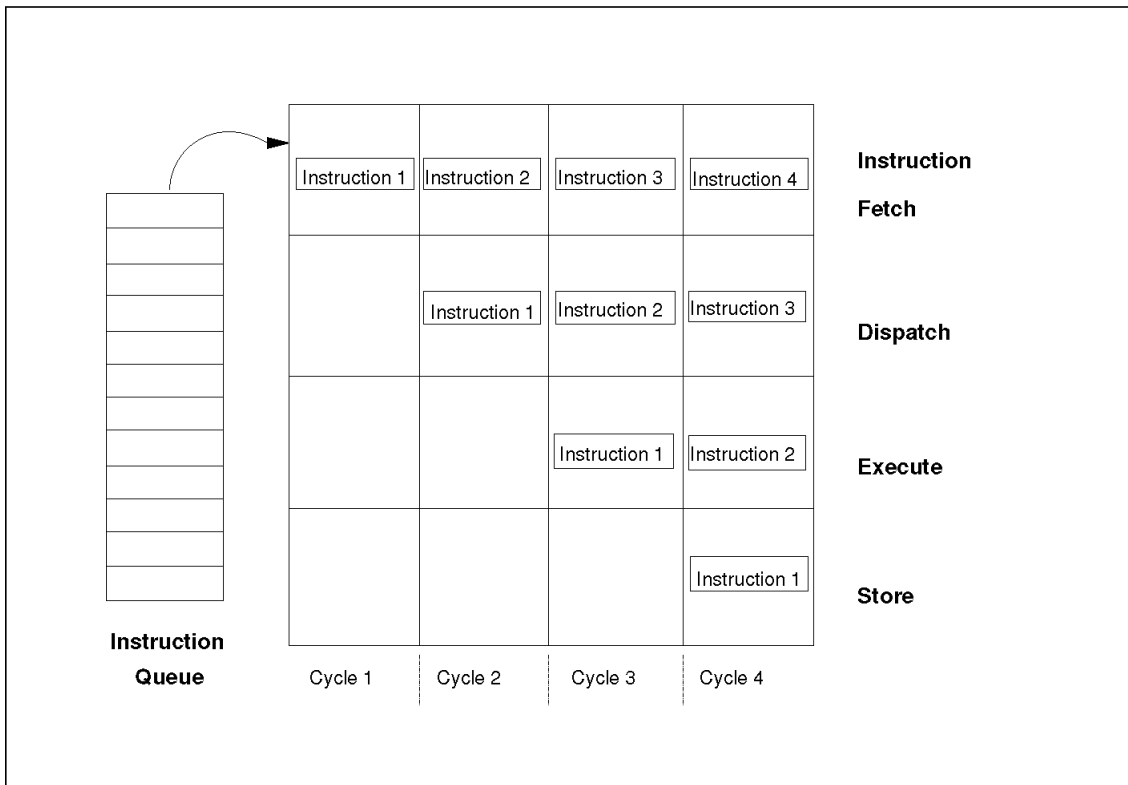 Instruction 1
Instruction 2
Instruction 3
Instruction 4
Instruction
Fetch
Instruction 1
Instruction 2
Instruction 3
Dispatch
Instruction 1
Instruction 2
Execute
Instruction 1
Store
Instruction
Queue
Cycle 1
Cycle 2
Cycle 3
Cycle 4